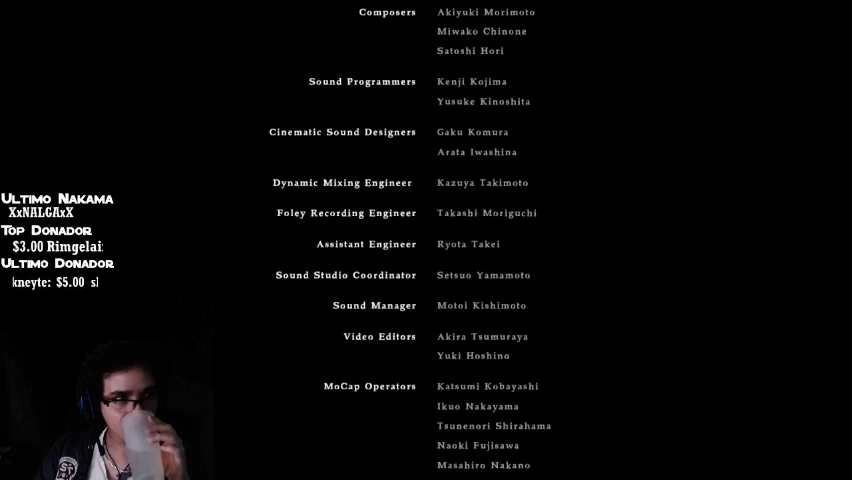 Composers Akiyuki Morimoto
Miwako Chinone
Satoshi Hori
Sound Programmers Kenji Kojima
Yusuke Kinoshita
Cinematic Sound Designers Gaku Komura
Arata Iwashina
Dynamic Mixing Engineer Kazuya Takimoto
Foley Recording Engineer Takashi Moriguchi
Assistant Engineer Ryota Takei
Sound Studio Coordinator Setsuo Yamamoto
Sound Manager Motoi Kishimoto
Video Editors Akira Tsumuraya
Yuki Hoshino
MoCap Operators Katsumi Kobayashi
Ikuo Nakayama
Tsunenori Shirahama
Naoki Fujisawa
Masahiro Nakano
Ultimo Nakama
XxNALGAxX
Top Donador
$3.00 Rimgelai
Ultimo Donador
kneyte: $5.00